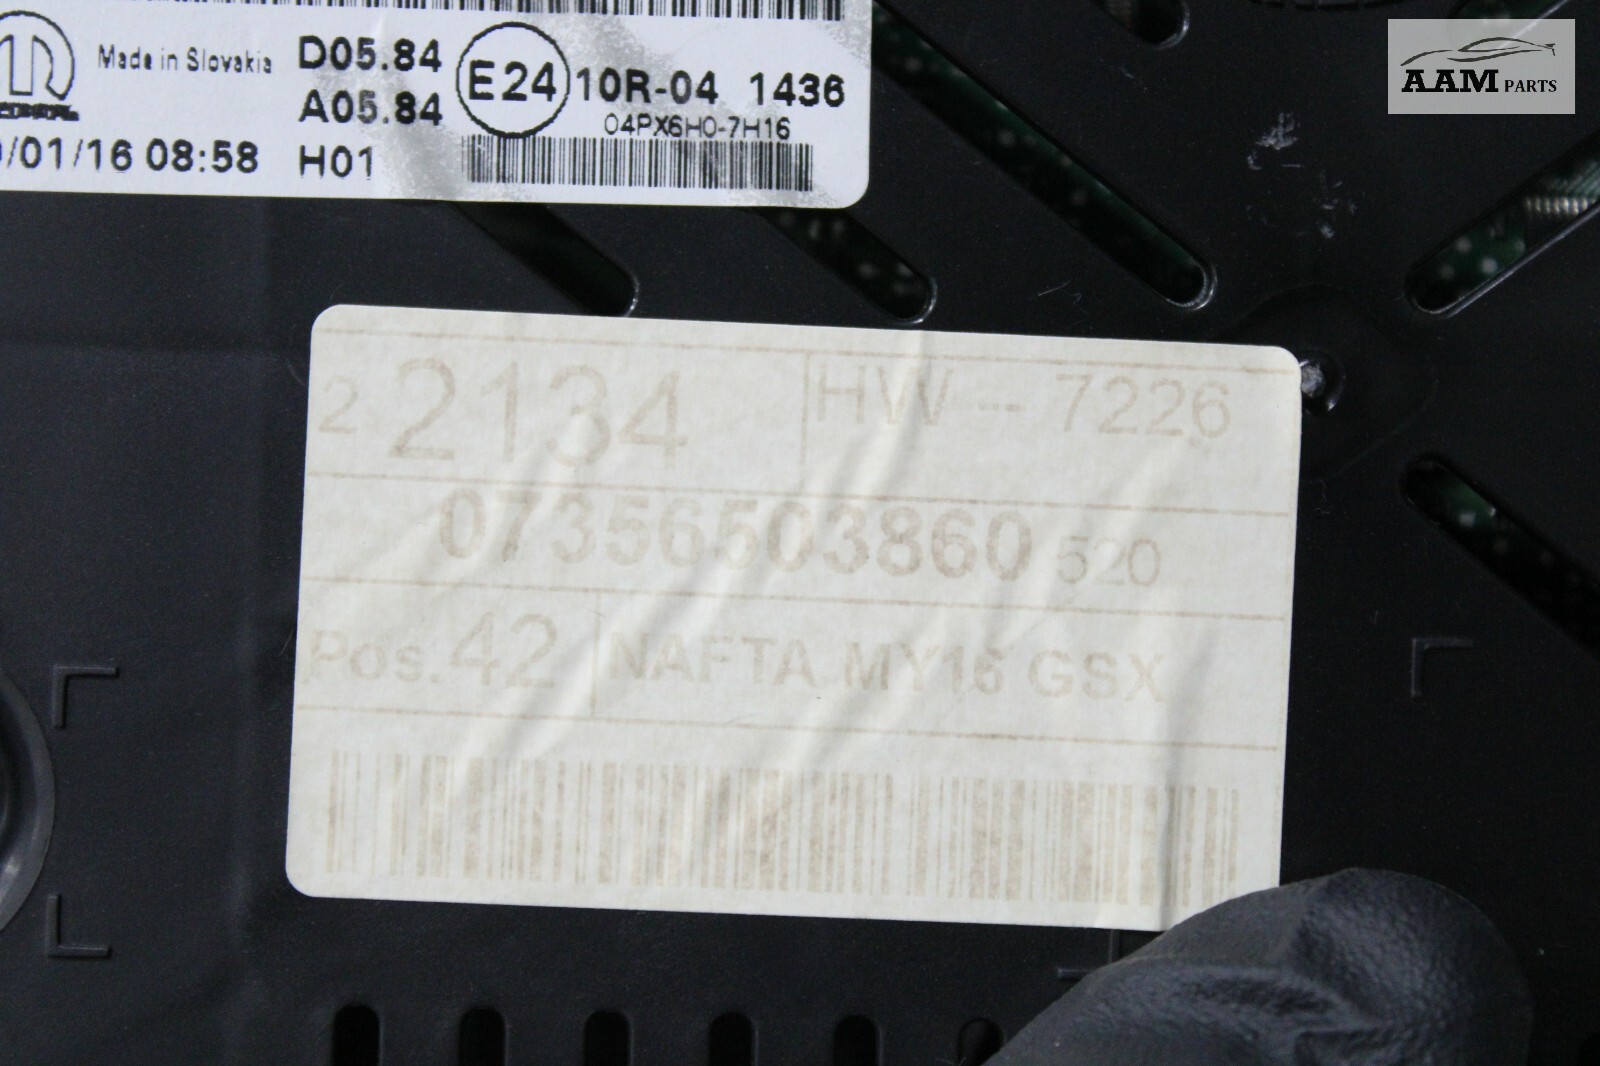 Made in Slovakia
D05.84
A05.84
E24
10R-04 1436
04PX6H0-7H16
/01/16 08:58
H01
AAM PARTS
2 2134
HW -- 7226
07356503860 520
Pos. 42
NAFTA MY16 GSX